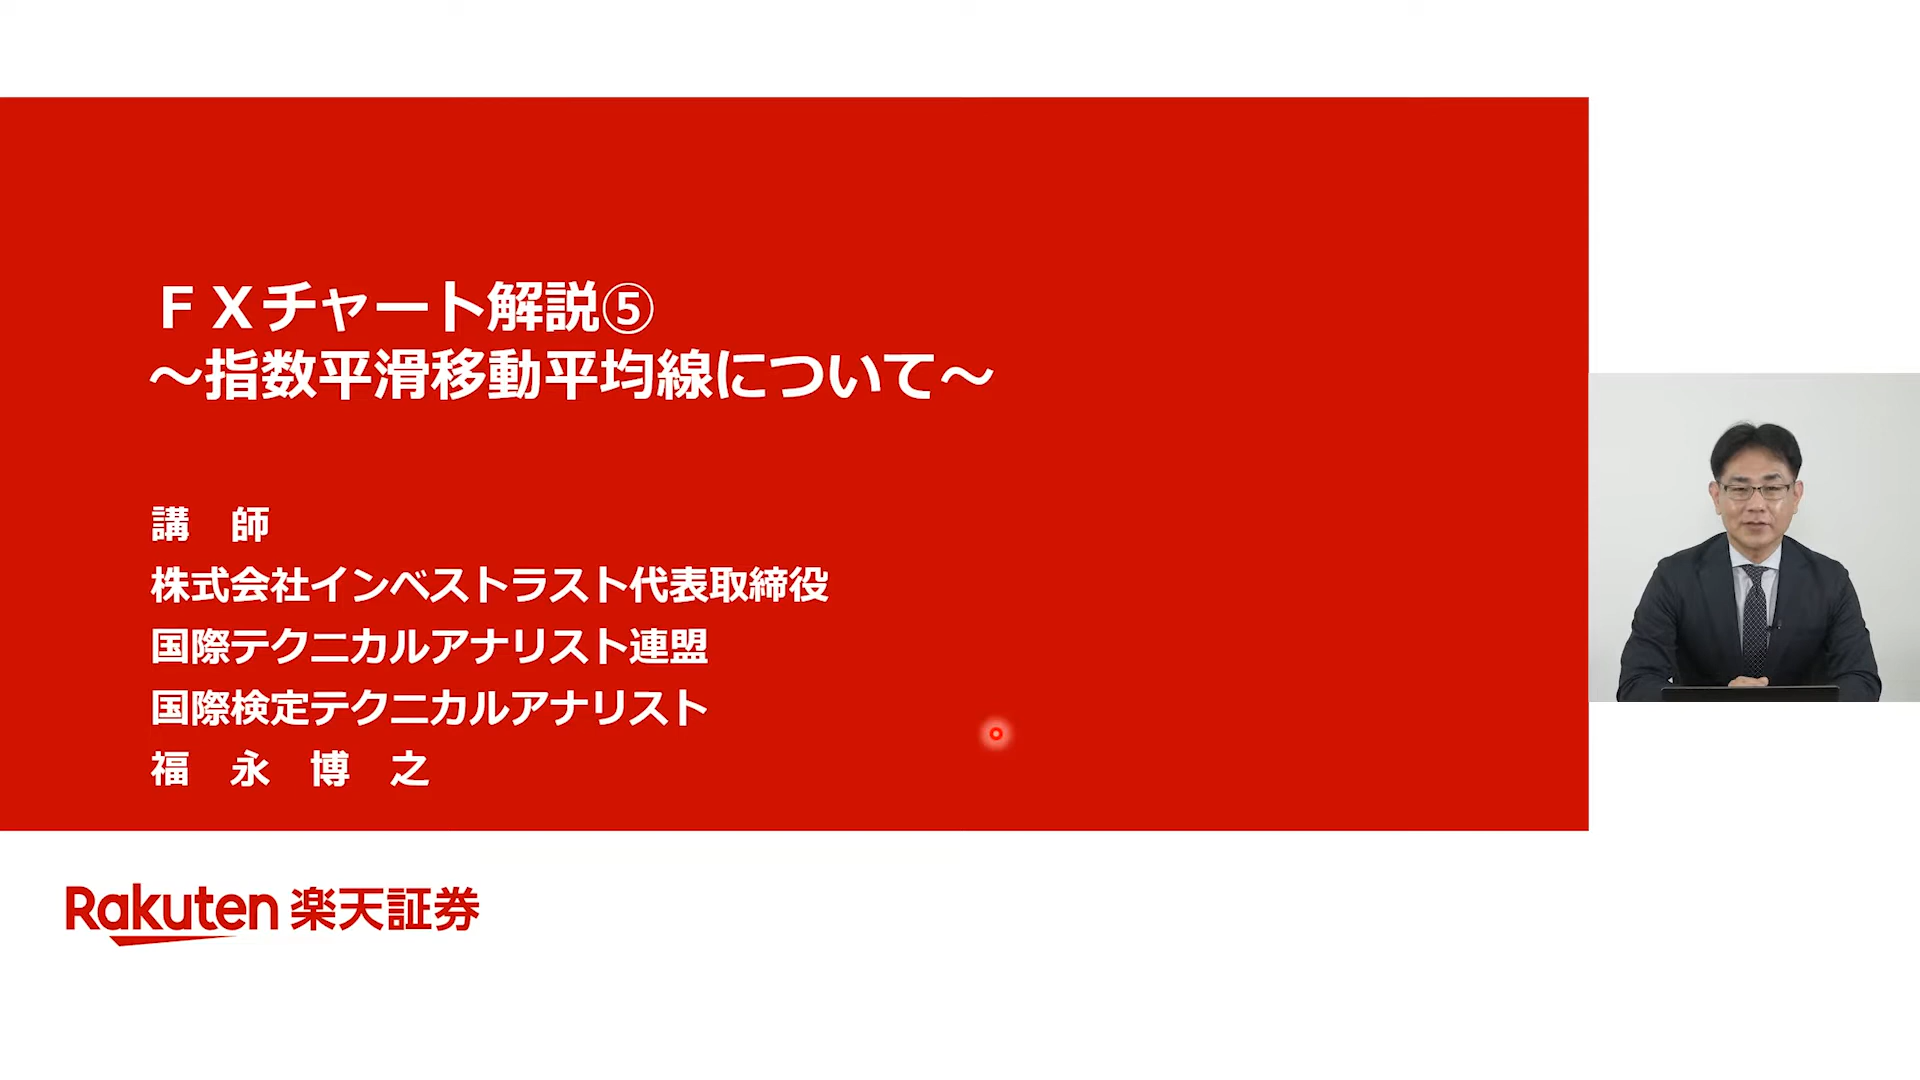 ＦＸチャート解説⑤
～指数平滑移動平均線について～
講　師
株式会社インベストラスト代表取締役
国際テクニカルアナリスト連盟
国際検定テクニカルアナリスト
福　永　博　之
Rakuten 楽天証券